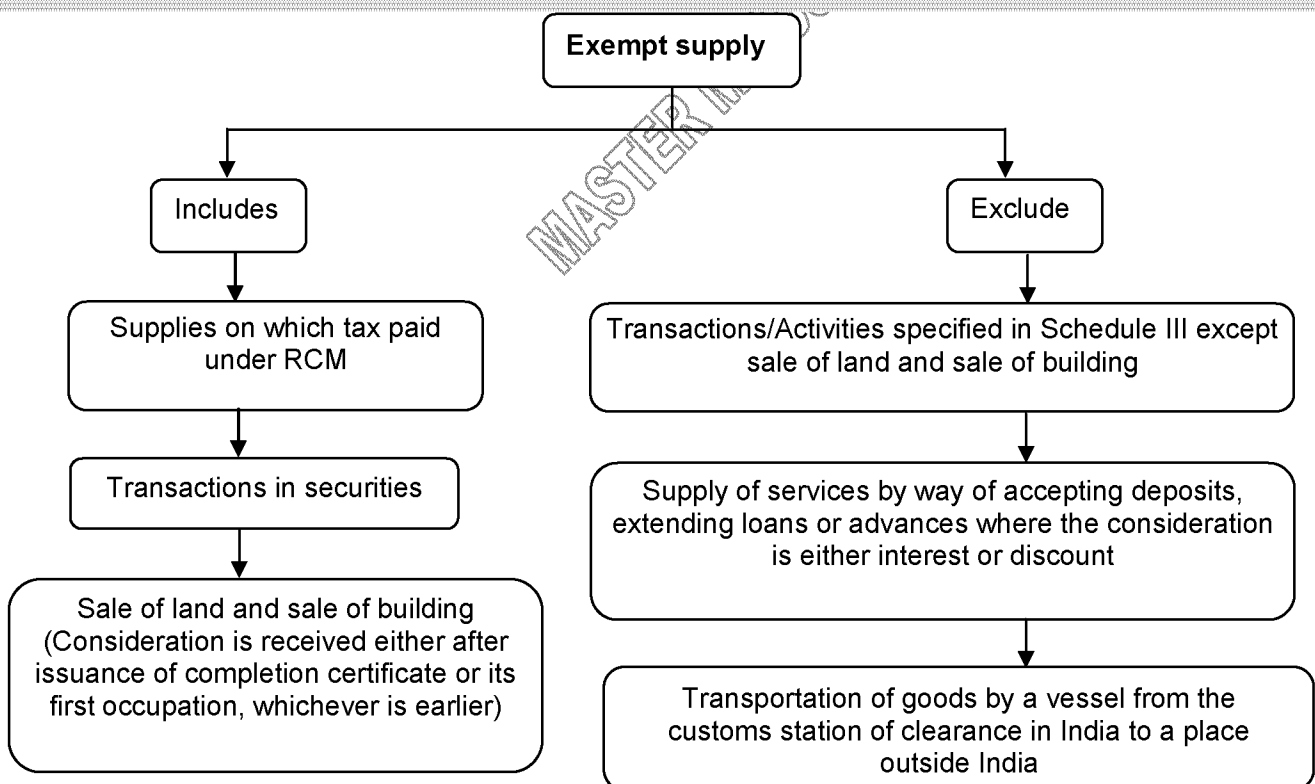 Exempt supply
Includes
Exclude
Supplies on which tax paid
under RCM
Transactions/Activities specified in Schedule III except
sale of land and sale of building
Transactions in securities
Supply of services by way of accepting deposits,
extending loans or advances where the consideration
is either interest or discount
Sale of land and sale of building
(Consideration is received either after
issuance of completion certificate or its
first occupation, whichever is earlier)
Transportation of goods by a vessel from the
customs station of clearance in India to a place
outside India
MASTER